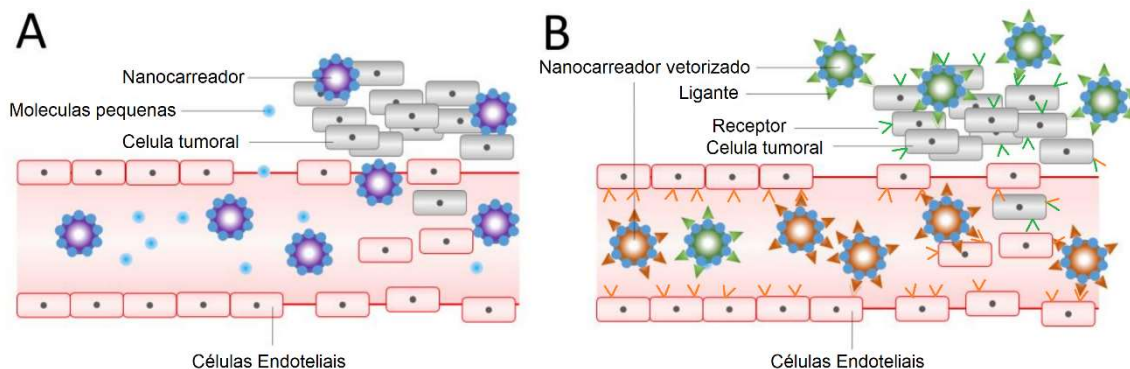 A
Nanocarreador
Moleculas pequenas
Celula tumoral
Células Endoteliais
B
Nanocarreador vetorizado
Ligante
Receptor
Celula tumoral
Células Endoteliais